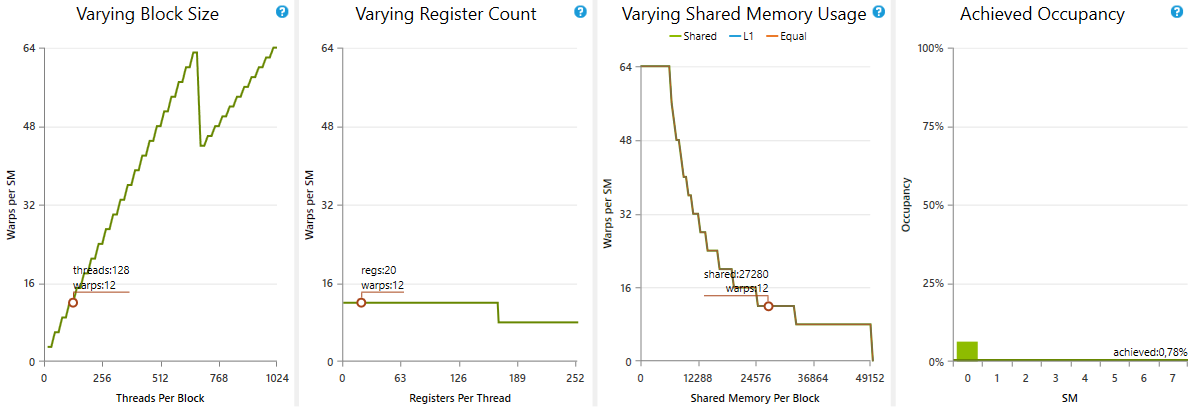 Varying Block Size ?
Warps per SM
64
48
32
16
0
threads:128
warps:12
0 256 512 768 1024
Threads Per Block
Varying Register Count ?
Warps per SM
64
48
32
16
0
regs:20
warps:12
0 63 126 189 252
Registers Per Thread
Varying Shared Memory Usage ?
Shared L1 Equal
Warps per SM
64
48
32
16
0
shared:27280
warps:12
0 12288 24576 36864 49152
Shared Memory Per Block
Achieved Occupancy ?
Occupancy
100%
75%
50%
25%
0%
achieved:0,78%
0 1 2 3 4 5 6 7
SM